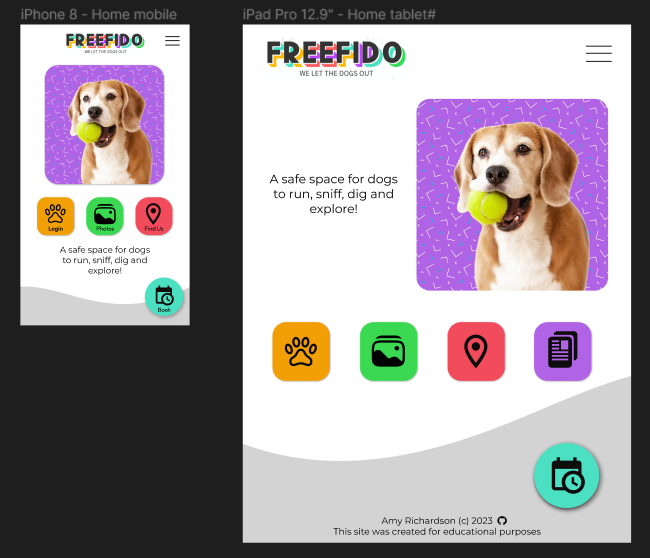 iPhone 8 - Home mobile
FREEFIDO
WE LET THE DOGS OUT
Login
Photos
Find Us
A safe space for dogs
to run, sniff, dig and
explore!
Book
iPad Pro 12.9" - Home tablet#
FREEFIDO
WE LET THE DOGS OUT
A safe space for dogs
to run, sniff, dig and
explore!
Amy Richardson (c) 2023
This site was created for educational purposes